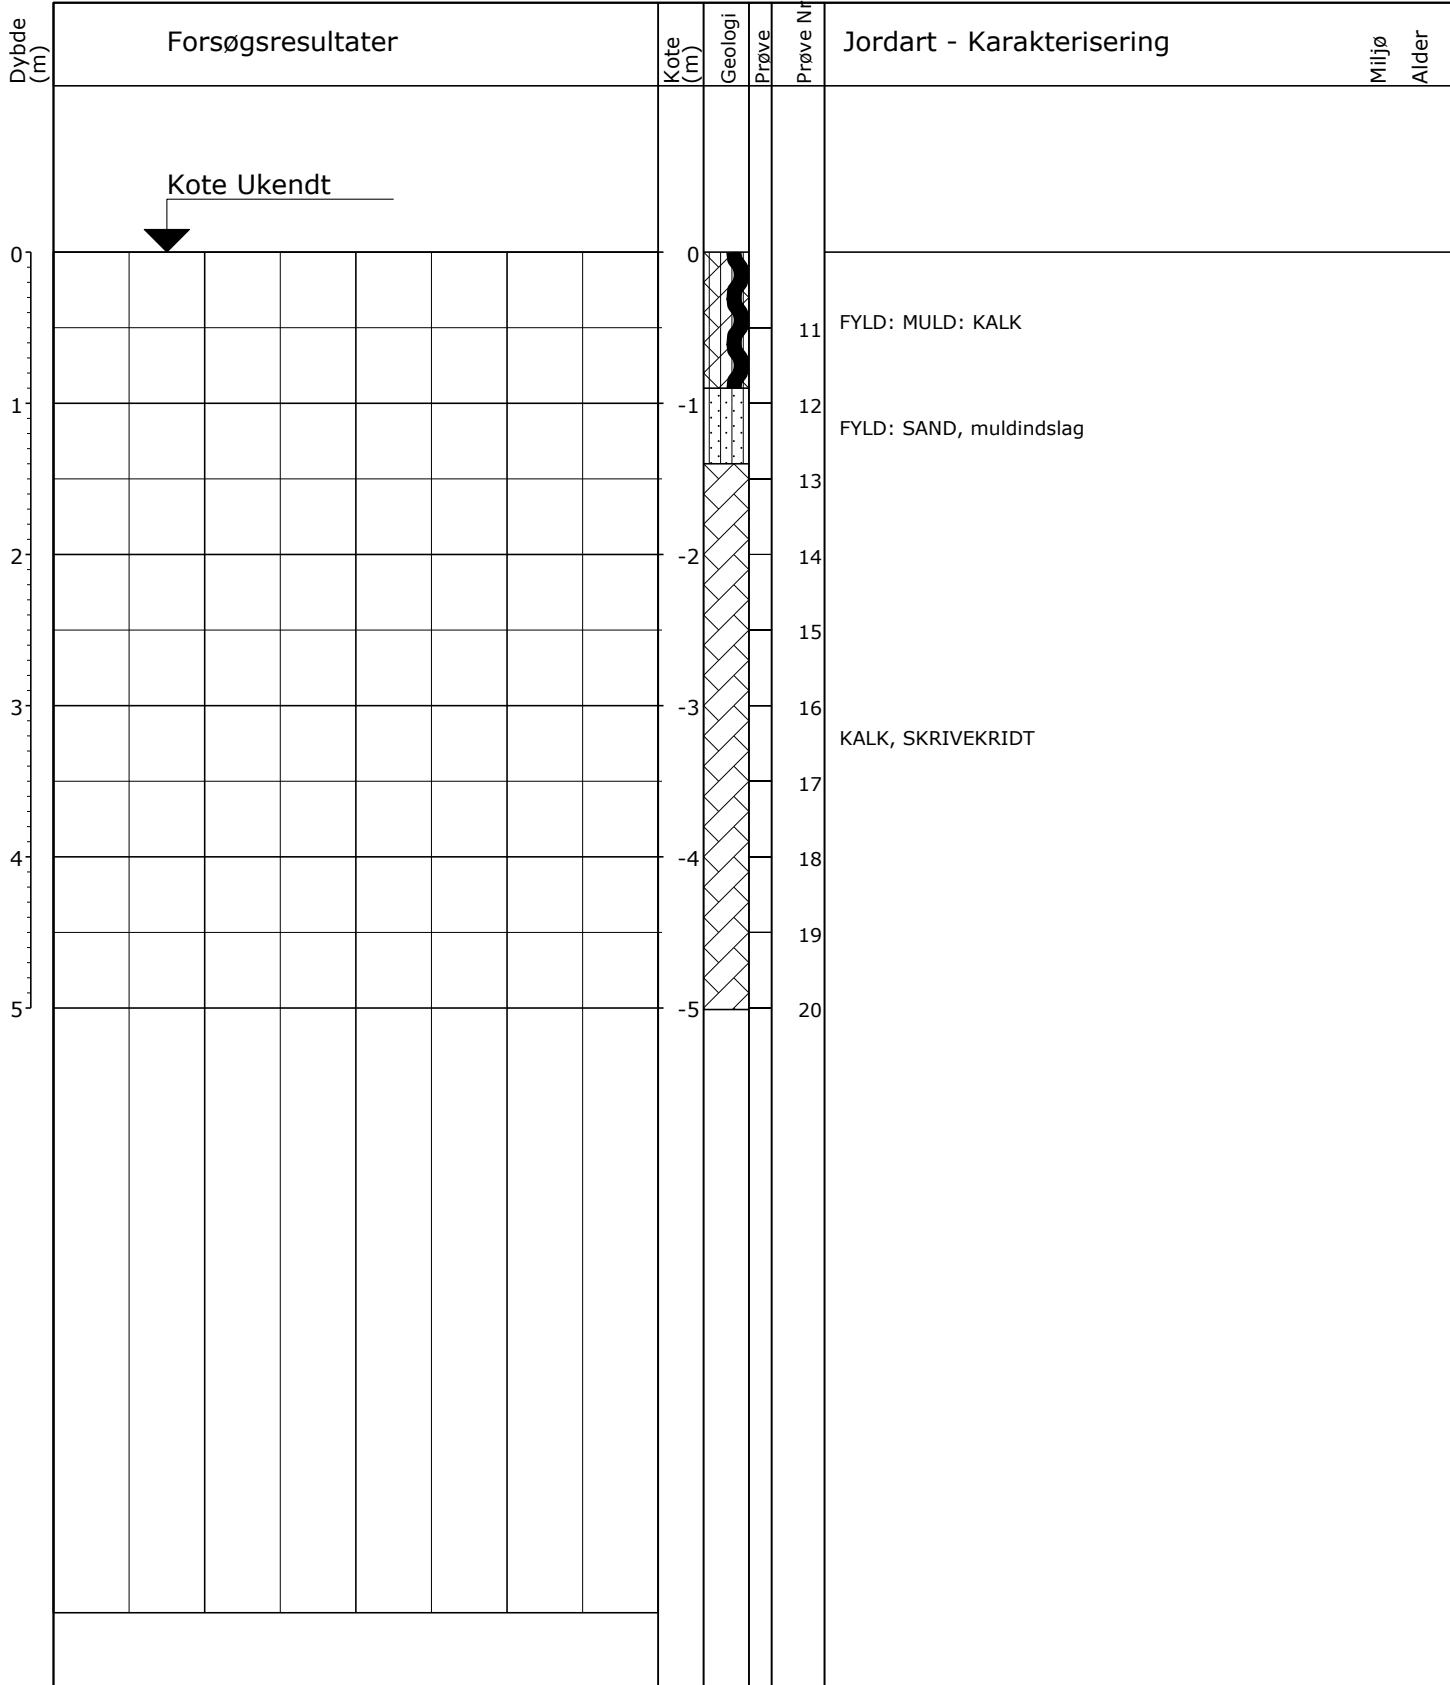 Dybde (m)
Forsøgsresultater
Kote (m)
Geologi
Prøve
Prøve Nr
Jordart - Karakterisering
Miljø
Alder
Kote Ukendt
0 0
11 FYLD: MULD: KALK
1 -1 12
FYLD: SAND, muldindslag
13
2 -2 14
15
3 -3 16
KALK, SKRIVEKRIDT
17
4 -4 18
19
5 -5 20